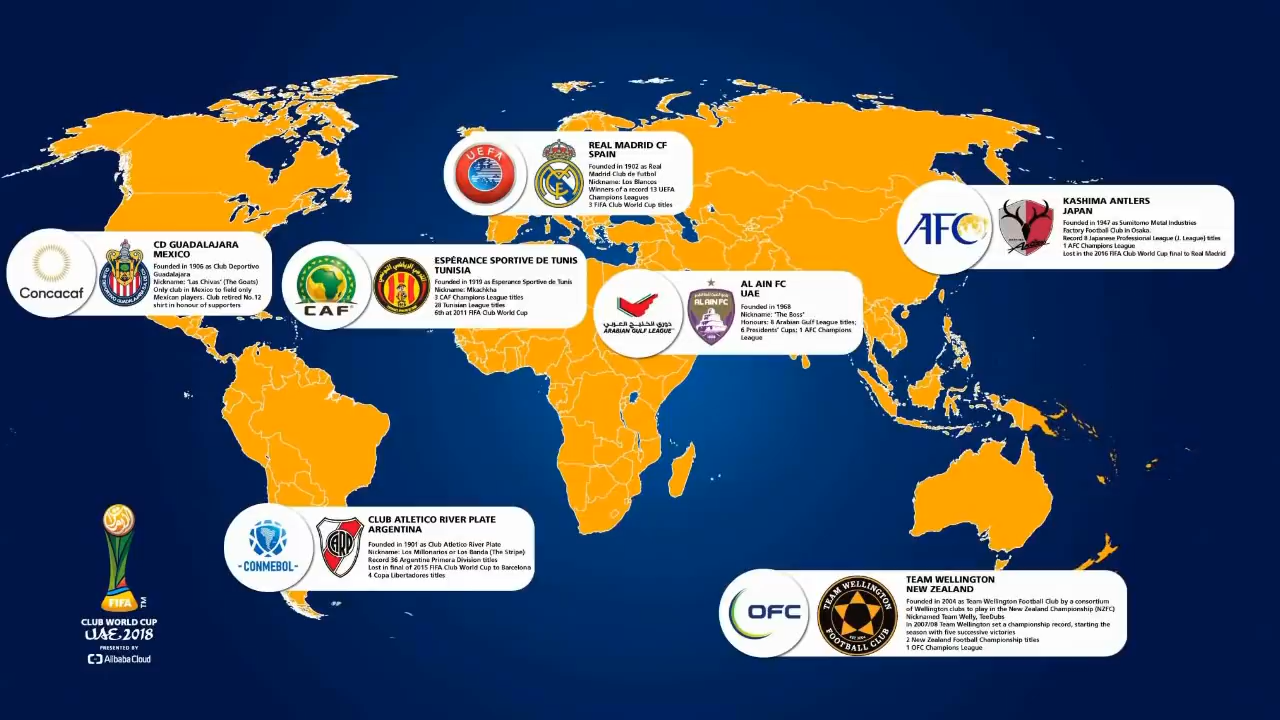 UEFA
REAL MADRID CF
SPAIN
Founded in 1902 as Real
Madrid Club de Futbol
Nickname: Los Blancos
Winners of a record 13 UEFA
Champions Leagues
3 FIFA Club World Cup titles
AFC
KASHIMA ANTLERS
JAPAN
Founded in 1947 as Sumitomo Metal Industries
Factory Football Club in Osaka.
Record 8 Japanese Professional League (J. League) titles
1 AFC Champions League
Lost in the 2016 FIFA Club World Cup final to Real Madrid
Concacaf
CD GUADALAJARA
MEXICO
Founded in 1906 as Club Deportivo
Guadalajara
Nickname: 'Las Chivas' (The Goats)
Only club in Mexico to field only
Mexican players. Club retired No.12
shirt in honour of supporters
CAF
ESPÉRANCE SPORTIVE DE TUNIS
TUNISIA
Founded in 1919 as Esperance Sportive de Tunis
Nickname: Mkachkha
3 CAF Champions League titles
28 Tunisian League titles
6th at 2011 FIFA Club World Cup
دوري الخليج العربي
ARABIAN GULF LEAGUE
AL AIN FC
AL AIN FC
UAE
Founded in 1968
Nickname: 'The Boss'
Honours: 8 Arabian Gulf League titles;
6 Presidents' Cups; 1 AFC Champions
League
CONMEBOL
CARP
CLUB ATLETICO RIVER PLATE
ARGENTINA
Founded in 1901 as Club Atletico River Plate
Nickname: Los Millonarios or Los Banda (The Stripe)
Record 36 Argentine Primera Division titles
Lost in final of 2015 FIFA Club World Cup to Barcelona
4 Copa Libertadores titles
OFC
TEAM WELLINGTON
FOOTBALL CLUB
TEAM WELLINGTON
NEW ZEALAND
Founded in 2004 as Team Wellington Football Club by a consortium
of Wellington clubs to play in the New Zealand Championship (NZFC)
Nicknamed Team Welly, TeeDubs
In 2007/08 Team Wellington set a championship record, starting the
season with five successive victories
2 New Zealand Football Championship titles
1 OFC Champions League
FIFA
TM
CLUB WORLD CUP
UAE 2018
PRESENTED BY
Alibaba Cloud